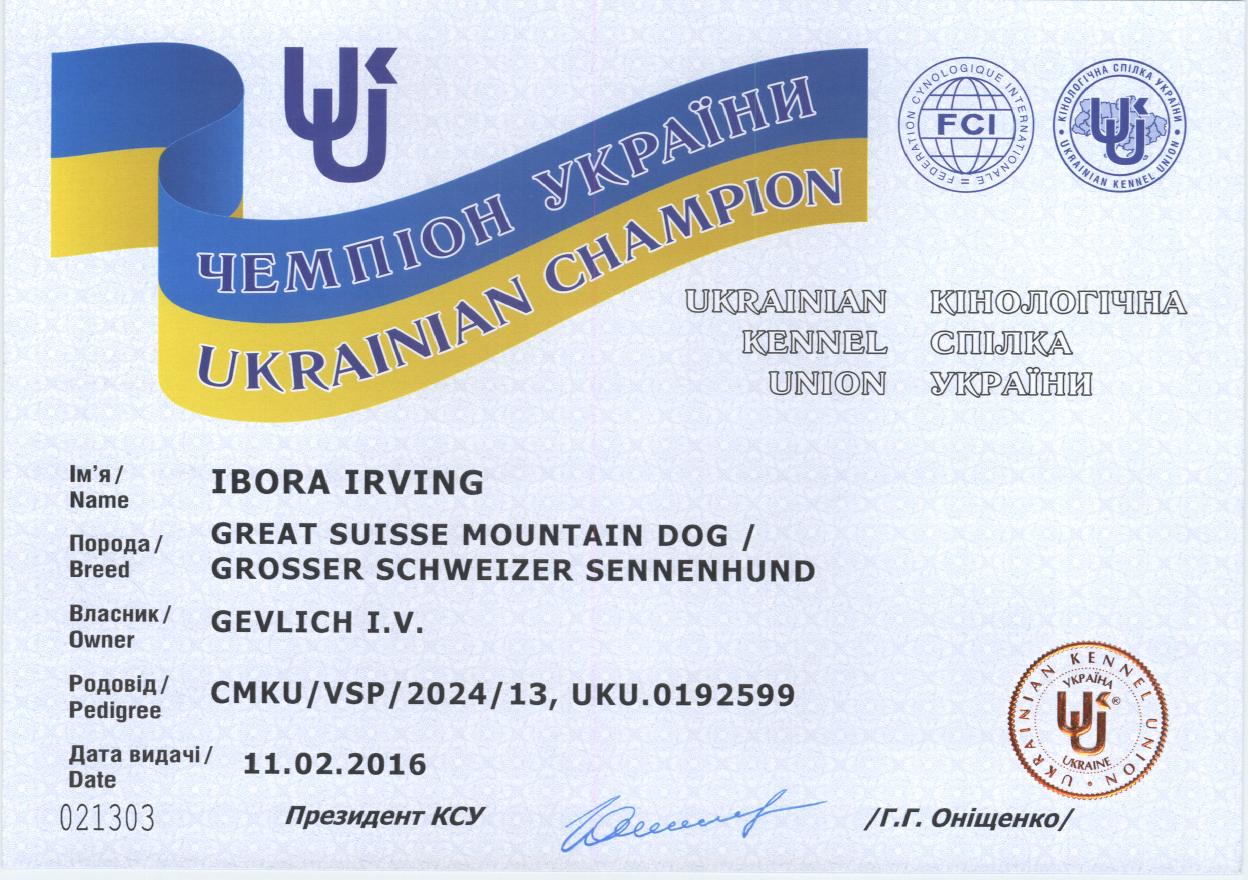 ЧЕМПІОН УКРАЇНИ
UKRAINIAN CHAMPION
FEDERATION CYNOLOGIQUE INTERNATIONALE
FCI
КІНОЛОГІЧНА СПІЛКА УКРАЇНИ
UKRAINIAN KENNEL UNION
UKRAINIAN КІНОЛОГІЧНА
KENNEL СПІЛКА
UNION УКРАЇНИ
Ім'я/
Name
IBORA IRVING
Порода/
Breed
GREAT SUISSE MOUNTAIN DOG /
GROSSER SCHWEIZER SENNENHUND
Власник/
Owner
GEVLICH I.V.
Родовід/
Pedigree
CMKU/VSP/2024/13, UKU.0192599
Дата видачі/
Date
11.02.2016
UKRAINIAN KENNEL UNION
УКРАЇНА
®
UKRAINE
021303
Президент КСУ
/Г.Г. Оніщенко/